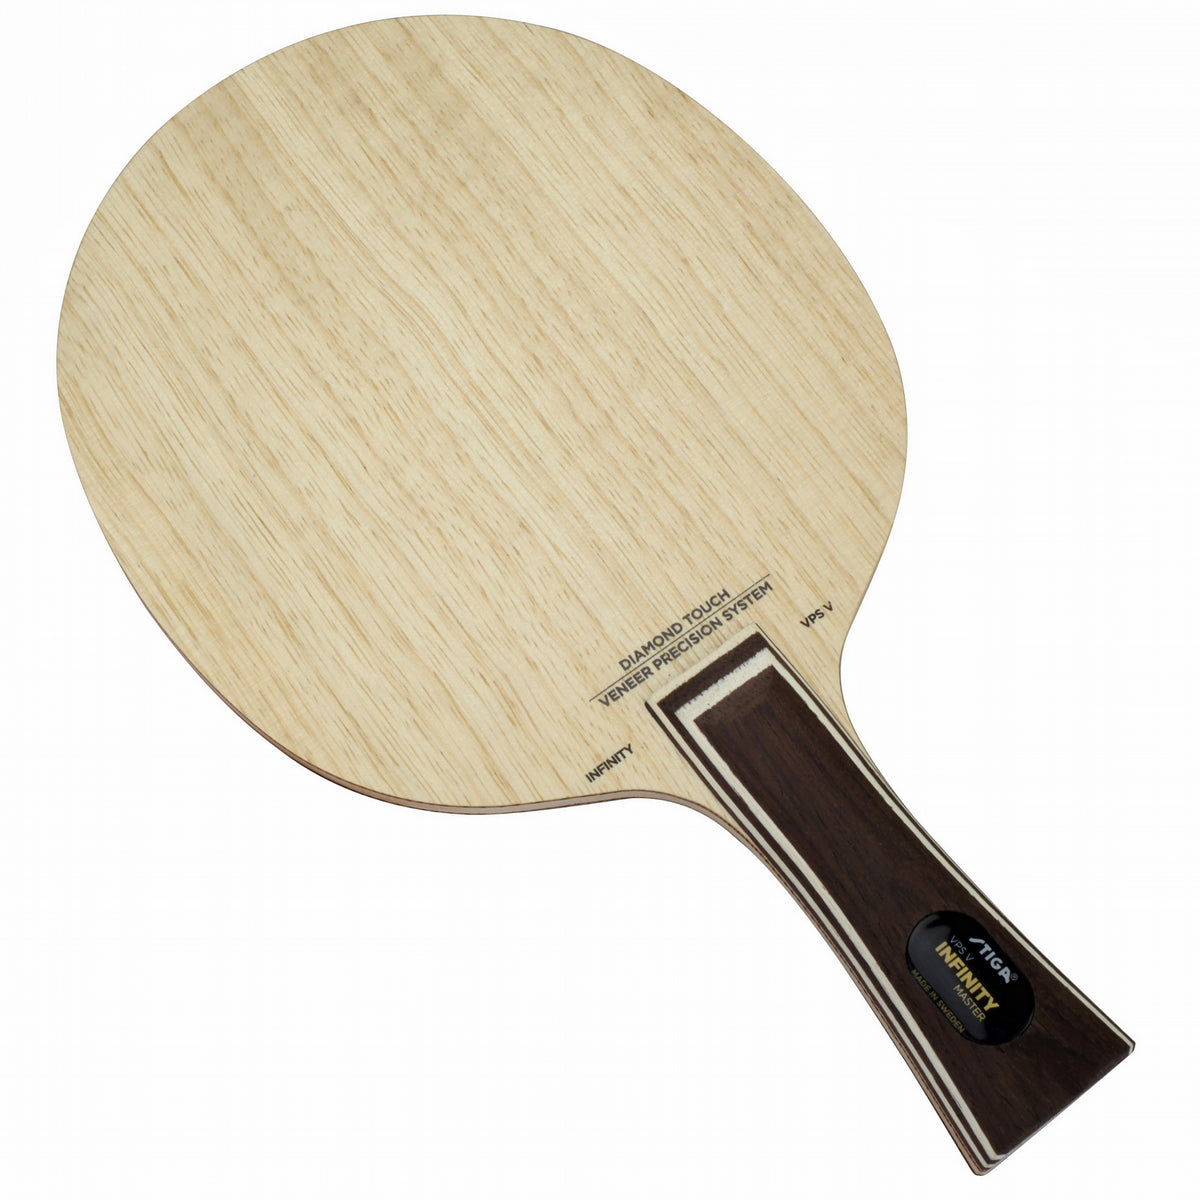 DIAMOND TOUCH
VENEER PRECISION SYSTEM
VPS V
INFINITY
STIGA®
VPS V
INFINITY
MASTER
MADE IN SWEDEN